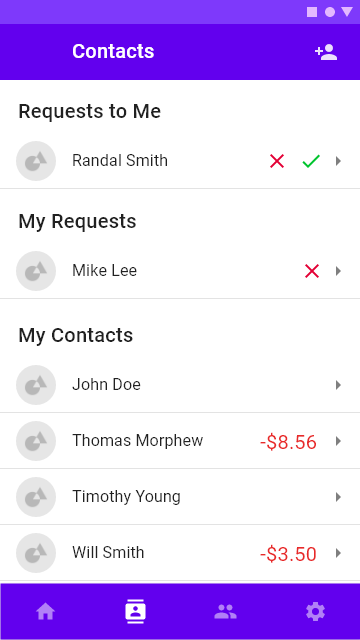 Contacts
Requests to Me
Randal Smith
My Requests
Mike Lee
My Contacts
John Doe
Thomas Morphew -$8.56
Timothy Young
Will Smith -$3.50